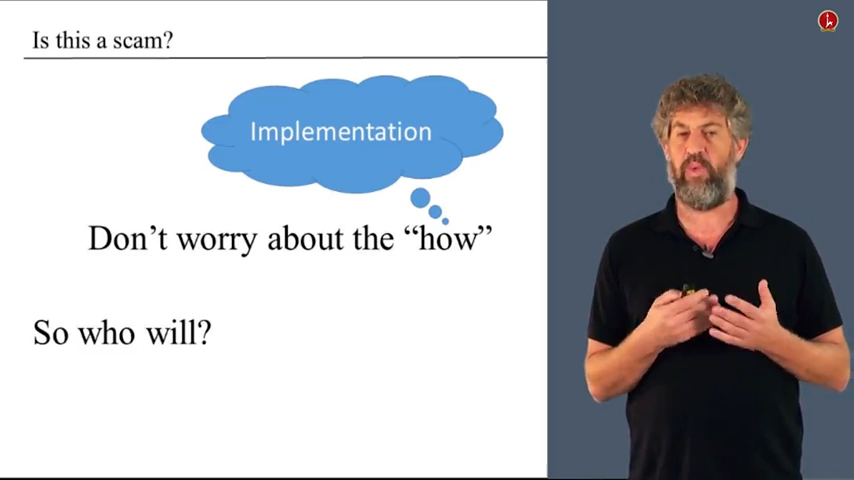 Is this a scam?
Implementation
Don’t worry about the “how”
So who will?